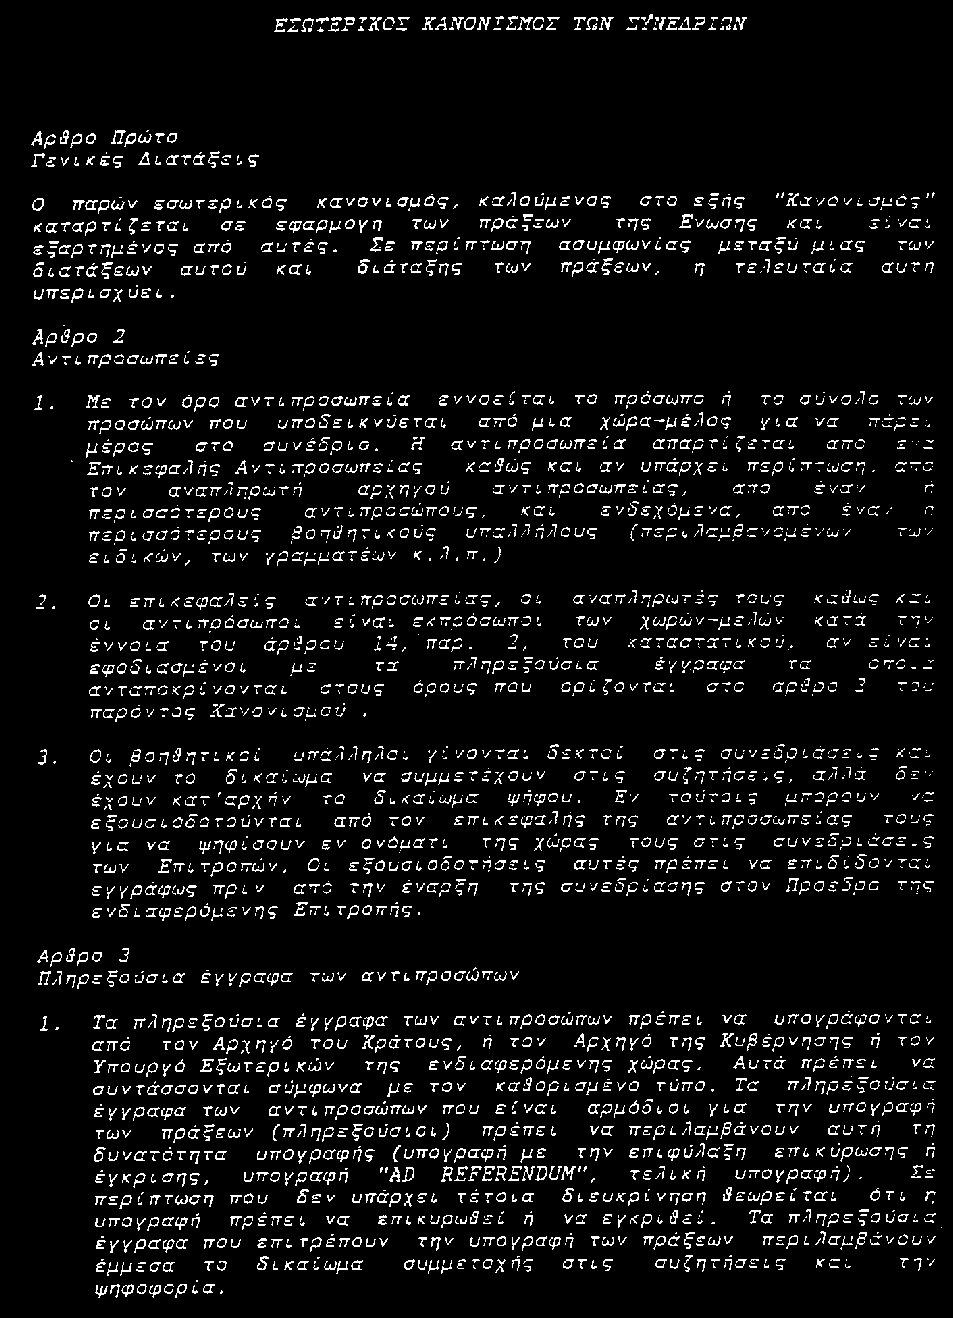 ΕΣΩΤΕΡΙΚΟΣ ΚΑΝΟΝΙΣΜΟΣ ΤΩΝ ΣΥΝΕΔΡΙΩΝ
Αρθρο Πρώτο
Γενικές Διατάξεις
Ο παρών εσωτερικός κανονισμός, καλούμενος στο εξής "Κανονισμός"
καταρτίζεται σε εφαρμογή των πράξεων της Ενωσης και είναι
εξαρτημένος από αυτές. Σε περίπτωση ασυμφωνίας μεταξύ μιας των
διατάξεων αυτού και διάταξης των πράξεων, η τελευταία αυτή
υπερισχύει.
Αρθρο 2
Αντιπροσωπείες
1. Με τον όρο αντιπροσωπεία εννοείται το πρόσωπο ή το σύνολο των
προσώπων που υποδεικνύεται από μια χώρα-μέλος για να πάρει
μέρος στο συνέδριο. Η αντιπροσωπεία απαρτίζεται από ένα
Επικεφαλής Αντιπροσωπείας καθώς και αν υπάρχει περίπτωση, από
τον αναπληρωτή αρχηγού αντιπροσωπείας, από έναν ή
περισσότερους αντιπροσώπους, και ενδεχόμενα, από έναν ή
περισσότερους βοηθητικούς υπαλλήλους (περιλαμβανομένων των
ειδικών, των γραμματέων κ.λ.π.)
2. Οι επικεφαλείς αντιπροσωπείας, οι αναπληρωτές τους καθώς και
οι αντιπρόσωποι είναι εκπρόσωποι των χωρών-μελών κατά την
έννοια του άρθρου 14, παρ. 2, του καταστατικού, αν είναι
εφοδιασμένοι με τα πληρεξούσια έγγραφα τα οποία
ανταποκρίνονται στους όρους που ορίζονται στο αρθρο 3 του
παρόντος Κανονισμού .
3. Οι βοηθητικοί υπάλληλοι γίνονται δεκτοί στις συνεδριάσεις και
έχουν το δικαίωμα να συμμετέχουν στις συζητήσεις, αλλά δεν
έχουν κατ'αρχήν το δικαίωμα ψήφου. Εν τούτοις μπορούν να
εξουσιοδοτούνται από τον επικεφαλής της αντιπροσωπείας τους
για να ψηφίσουν εν ονόματι της χώρας τους στις συνεδριάσεις
των Επιτροπών. Οι εξουσιοδοτήσεις αυτές πρέπει να επιδίδονται
εγγράφως πριν από την έναρξη της συνεδρίασης στον Πρόεδρο της
ενδιαφερόμενης Επιτροπής.
Αρθρο 3
Πληρεξούσια έγγραφα των αντιπροσώπων
1. Τα πληρεξούσια έγγραφα των αντιπροσώπων πρέπει να υπογράφονται
από τον Αρχηγό του Κράτους, ή τον Αρχηγό της Κυβέρνησης ή τον
Υπουργό Εξωτερικών της ενδιαφερόμενης χώρας. Αυτά πρέπει να
συντάσσονται σύμφωνα με τον καθορισμένο τύπο. Τα πληρεξούσια
έγγραφα των αντιπροσώπων που είναι αρμόδιοι για την υπογραφή
των πράξεων (πληρεξούσιοι) πρέπει να περιλαμβάνουν αυτή τη
δυνατότητα υπογραφής (υπογραφή με την επιφύλαξη επικύρωσης ή
έγκρισης, υπογραφή "AD REFERENDUM", τελική υπογραφή). Σε
περίπτωση που δεν υπάρχει τέτοια διευκρίνηση θεωρείται ότι η
υπογραφή πρέπει να επικυρωθεί ή να εγκριθεί. Τα πληρεξούσια
έγγραφα που επιτρέπουν την υπογραφή των πράξεων περιλαμβάνουν
έμμεσα το δικαίωμα συμμετοχής στις συζητήσεις και την
ψηφοφορία.